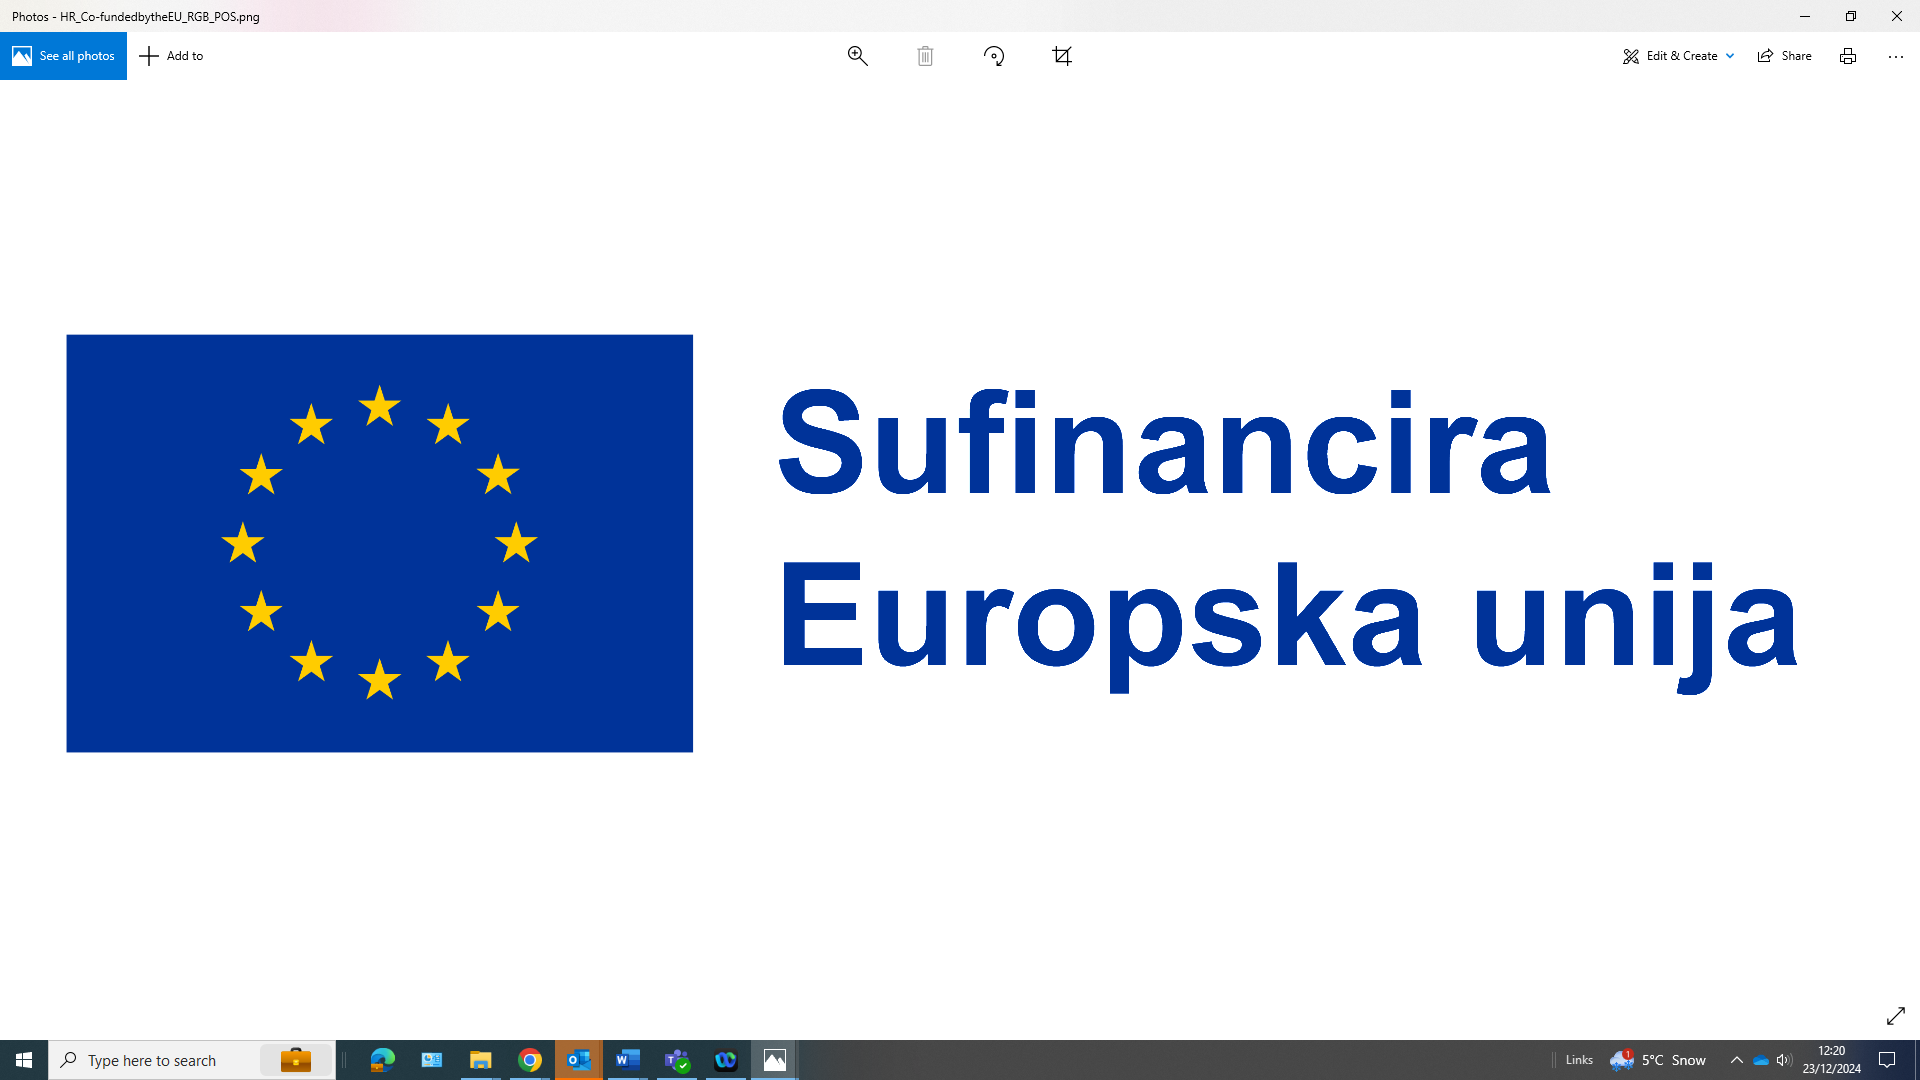 Photos - HR_Co-fundedbytheEU_RGB_POS.png
See all photos
Add to
Edit & Create
Share
Sufinancira
Europska unija
Type here to search
Links
1
5°C Snow
12:20
23/12/2024